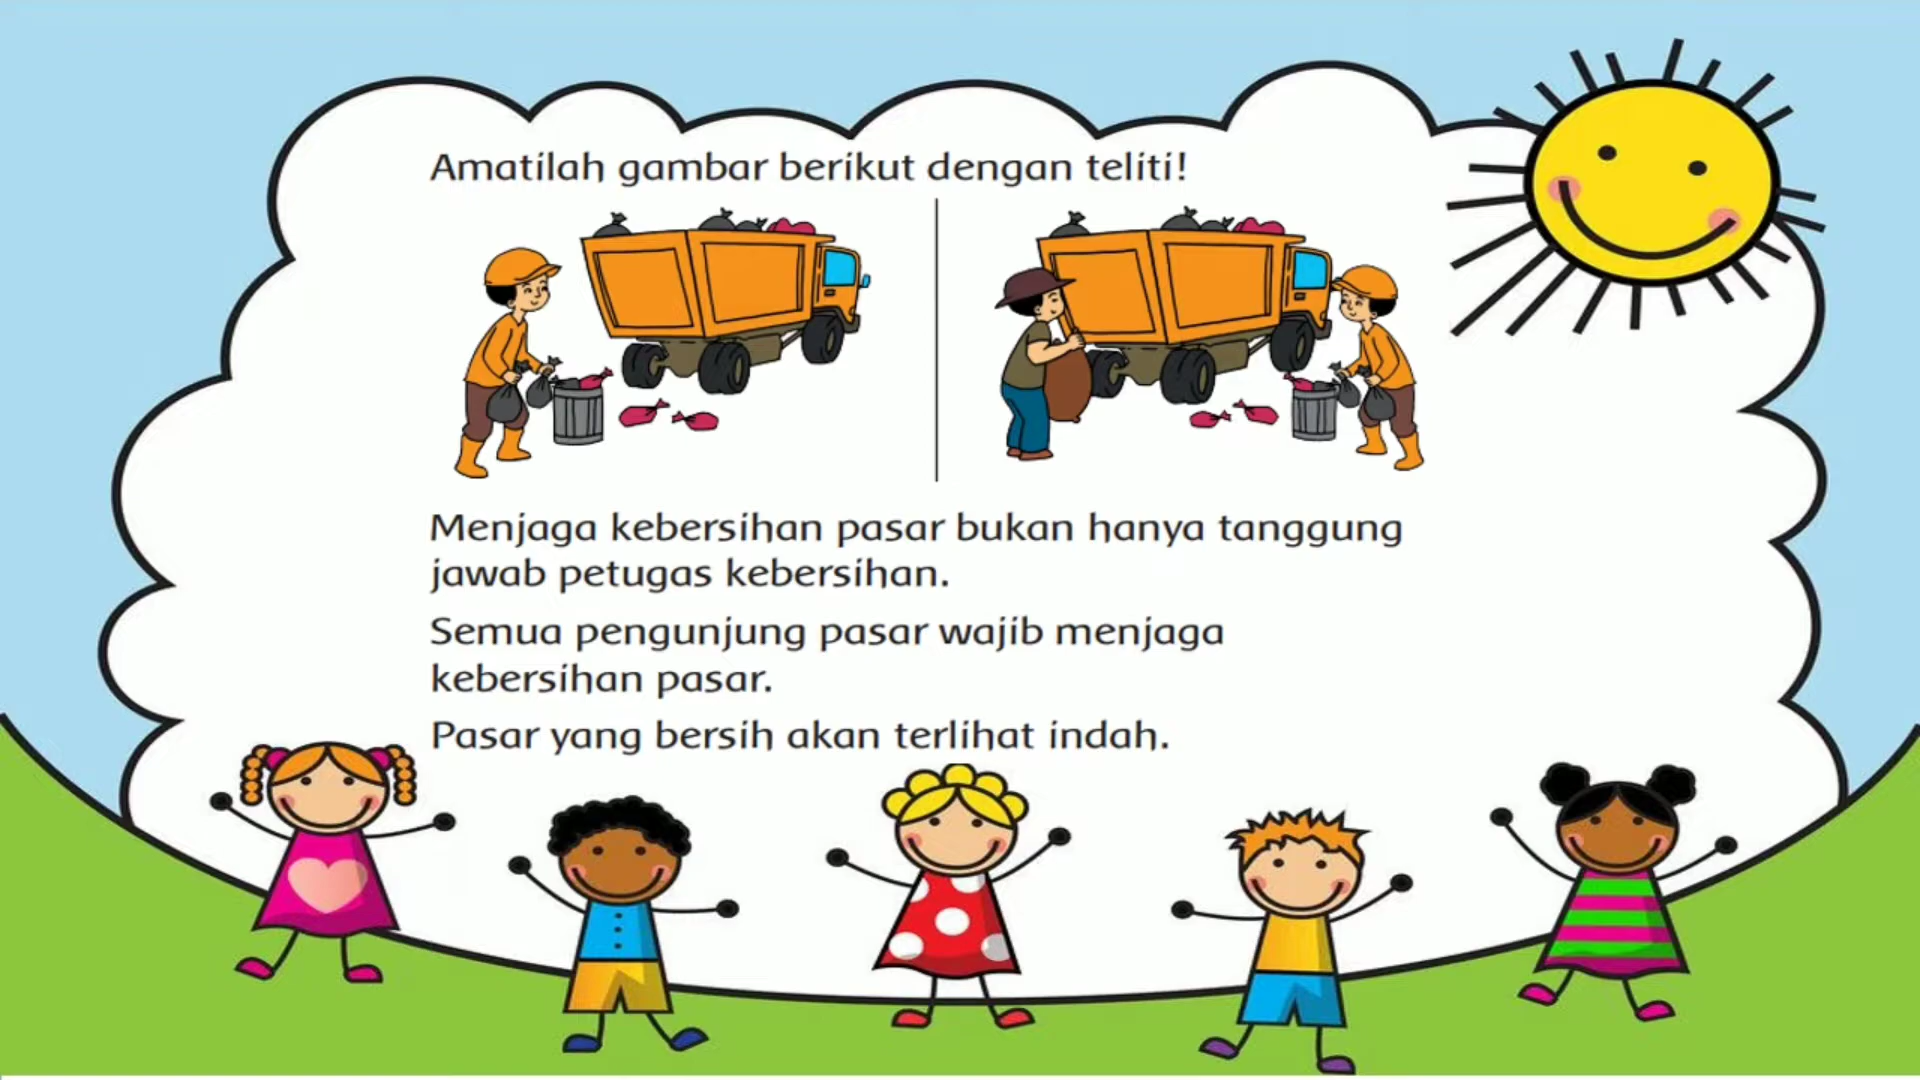 Amatilah gambar berikut dengan teliti!
Menjaga kebersihan pasar bukan hanya tanggung
jawab petugas kebersihan.
Semua pengunjung pasar wajib menjaga
kebersihan pasar.
Pasar yang bersih akan terlihat indah.